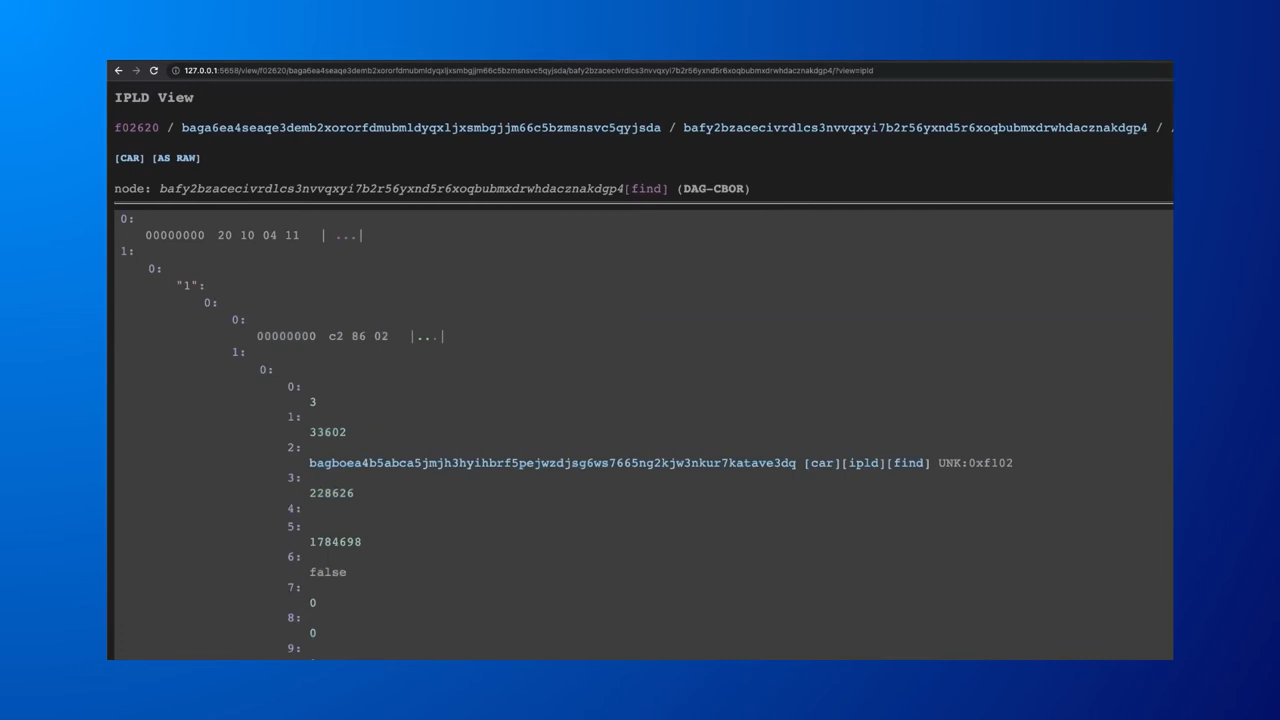 127.0.0.1:5658/view/f02620/baga6ea4seaqe3demb2xororfdmubmldyqxljxsmbgjjm66c5bzmsnsvc5qyjsda/bafy2bzacecivrdlcs3nvvqxyi7b2r56yxnd5r6xoqbubmxdrwhdacznakdgp4/?view=ipld
IPLD View
f02620 / baga6ea4seaqe3demb2xororfdmubmldyqxljxsmbgjjm66c5bzmsnsvc5qyjsda / bafy2bzacecivrdlcs3nvvqxyi7b2r56yxnd5r6xoqbubmxdrwhdacznakdgp4 /
[CAR] [AS RAW]
node: bafy2bzacecivrdlcs3nvvqxyi7b2r56yxnd5r6xoqbubmxdrwhdacznakdgp4[find] (DAG-CBOR)
0:
00000000 20 10 04 11 | ...|
1:
0:
"1":
0:
0:
00000000 c2 86 02 |...|
1:
0:
0:
3
1:
33602
2:
bagboea4b5abca5jmjh3hyihbrf5pejwzdjsg6ws7665ng2kjw3nkur7katave3dq [car][ipld][find] UNK:0xf102
3:
228626
4:
5:
1784698
6:
false
7:
0
8:
0
9: